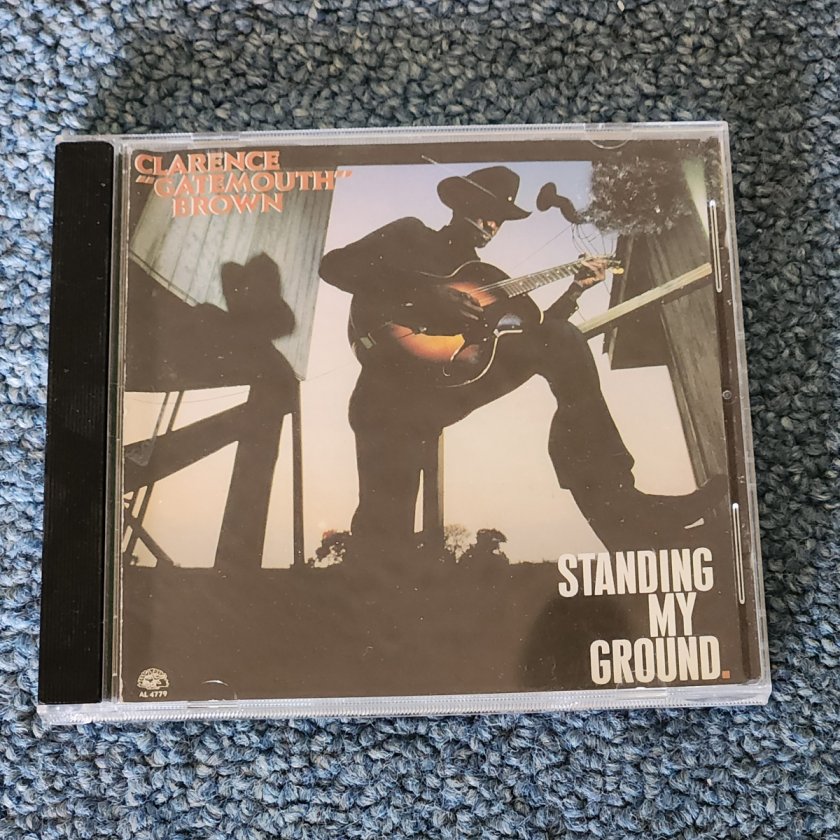 CLARENCE
"GATEMOUTH"
BROWN
STANDING
MY
GROUND.
AL 4779